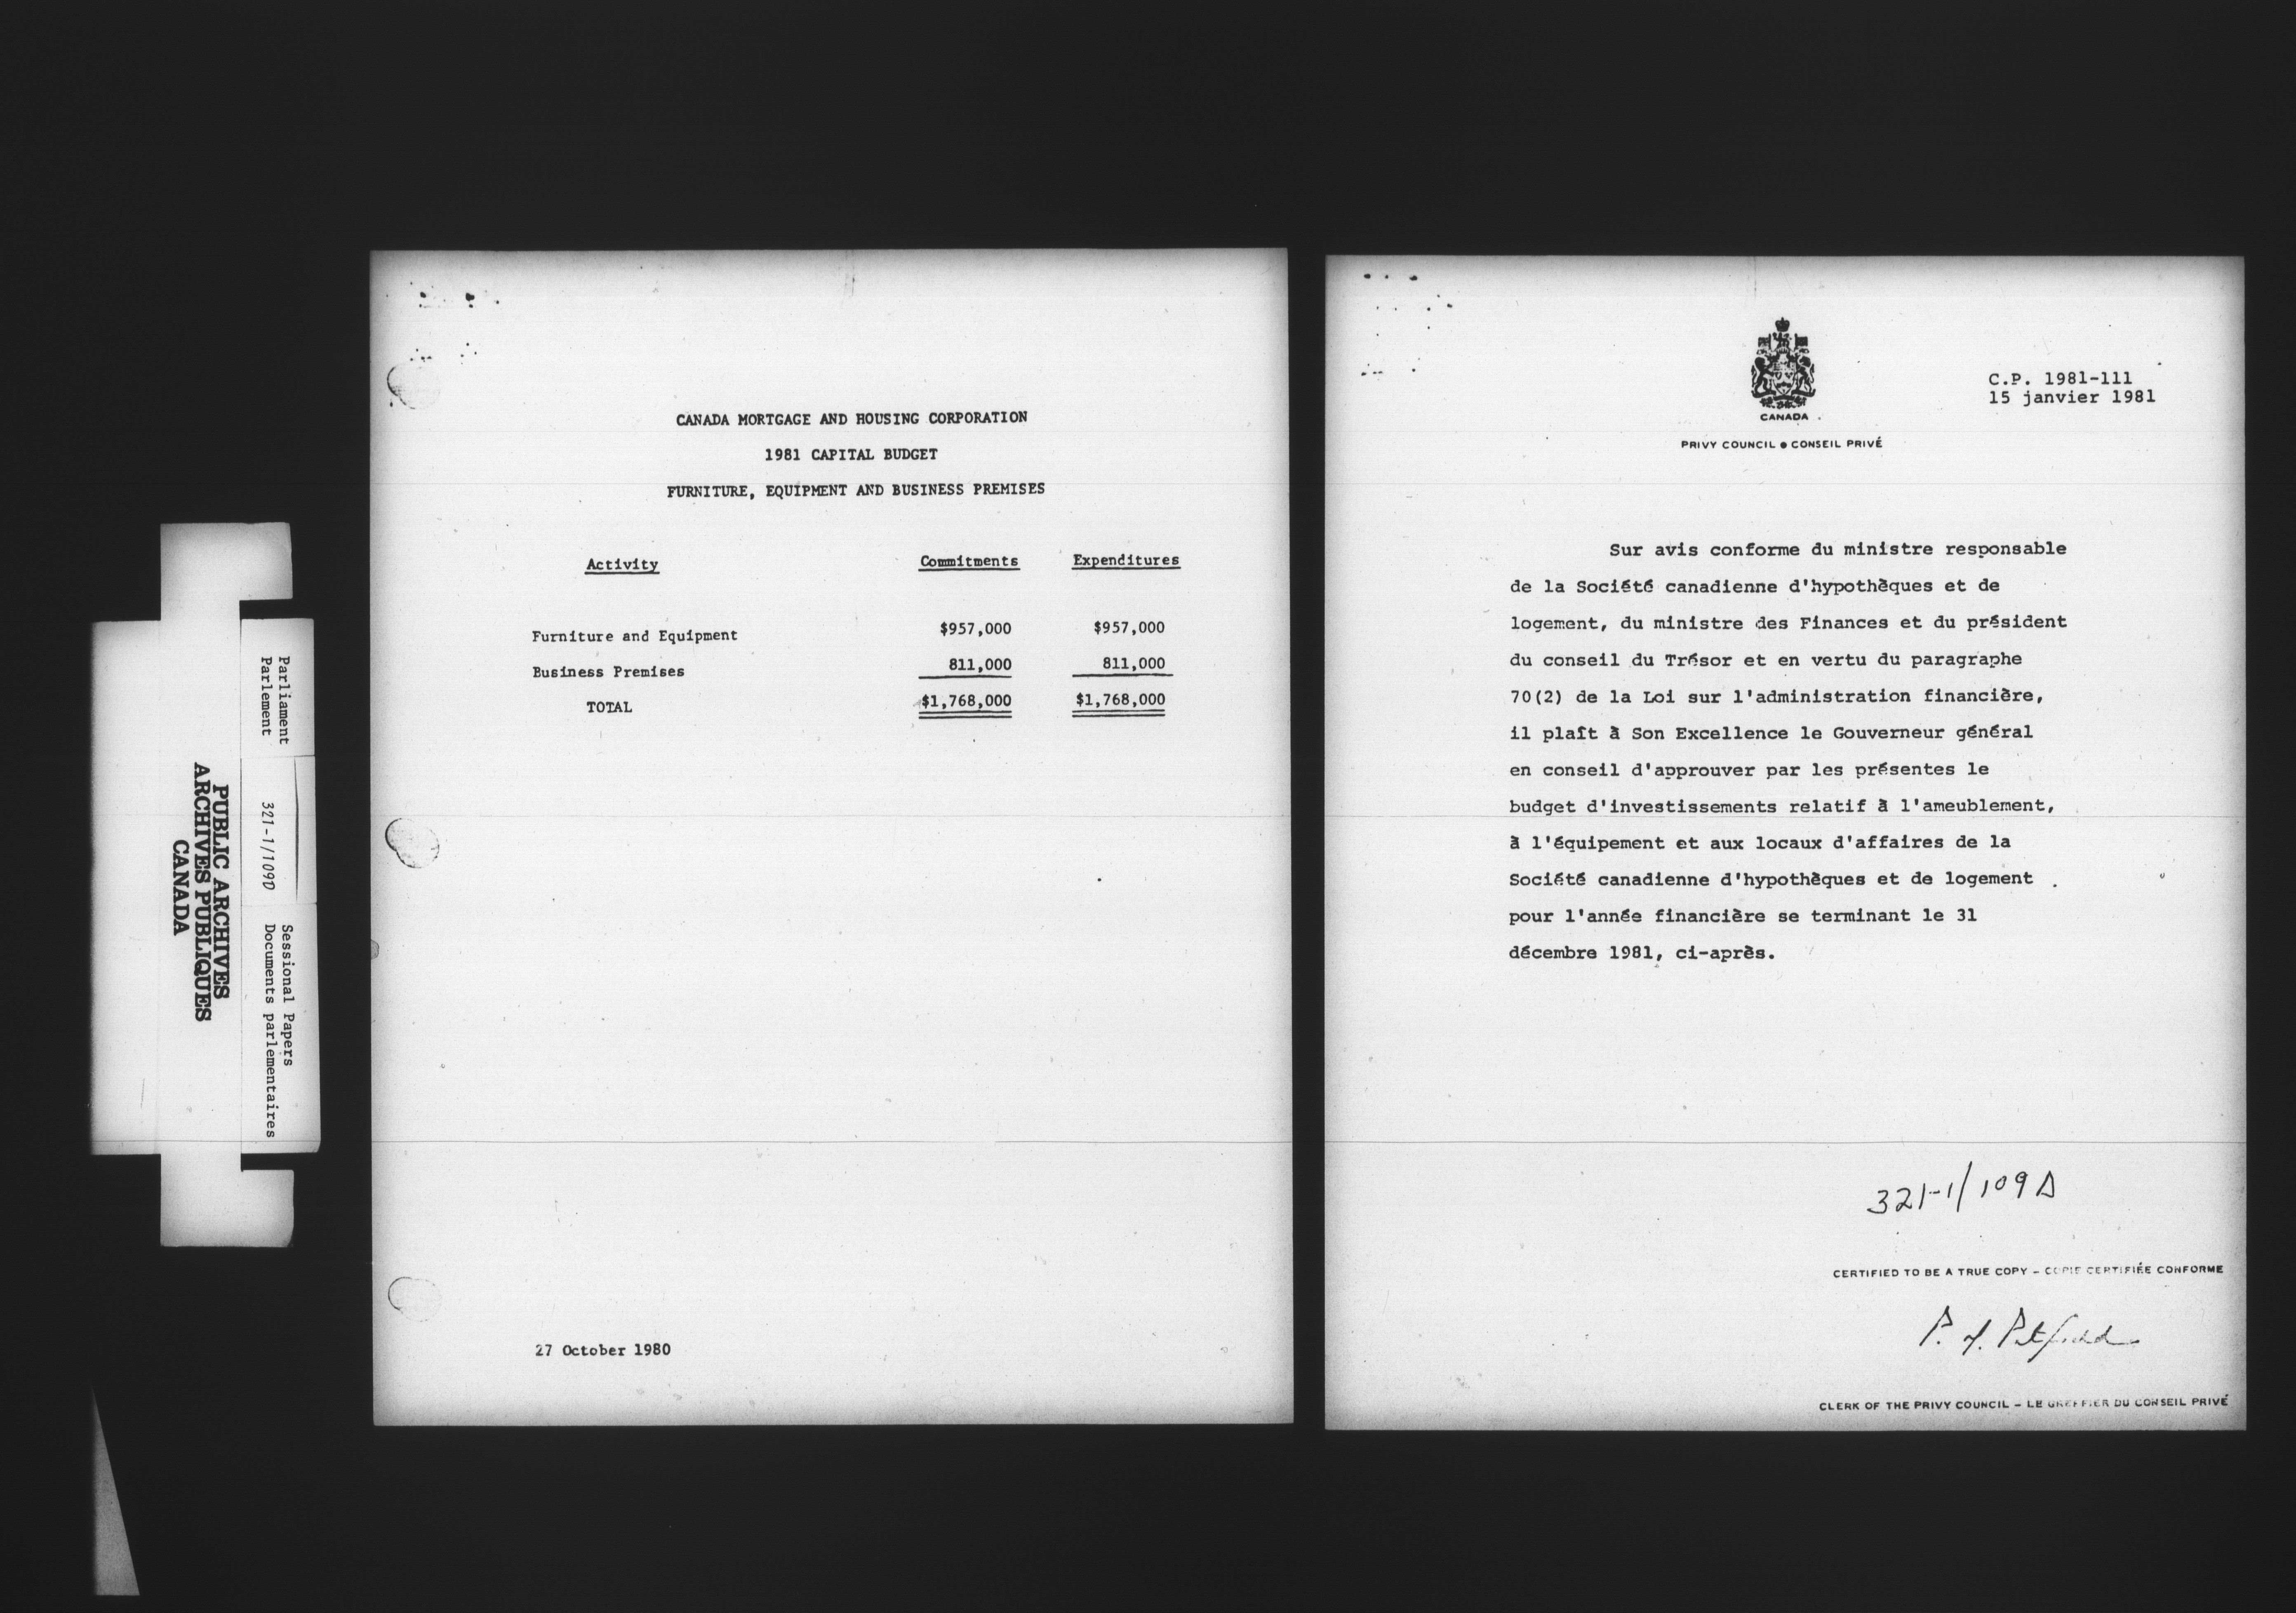 Parliament
Parlement
321-1/109D
Sessional Papers
Documents parlementaires
PUBLIC ARCHIVES
ARCHIVES PUBLIQUES
CANADA
CANADA MORTGAGE AND HOUSING CORPORATION
1981 CAPITAL BUDGET
FURNITURE, EQUIPMENT AND BUSINESS PREMISES
Activity Commitments Expenditures
Furniture and Equipment $957,000 $957,000
Business Premises 811,000 811,000
TOTAL $1,768,000 $1,768,000
27 October 1980
CANADA
PRIVY COUNCIL • CONSEIL PRIVÉ
C.P. 1981-111
15 janvier 1981
Sur avis conforme du ministre responsable
de la Société canadienne d'hypothèques et de
logement, du ministre des Finances et du président
du conseil du Trésor et en vertu du paragraphe
70(2) de la Loi sur l'administration financière,
il plaît à Son Excellence le Gouverneur général
en conseil d'approuver par les présentes le
budget d'investissements relatif à l'ameublement,
à l'équipement et aux locaux d'affaires de la
Société canadienne d'hypothèques et de logement
pour l'année financière se terminant le 31
décembre 1981, ci-après.
321-1/109D
CERTIFIED TO BE A TRUE COPY – COPIE CERTIFIÉE CONFORME
P. Pitfield
CLERK OF THE PRIVY COUNCIL – LE GREFFIER DU CONSEIL PRIVÉ